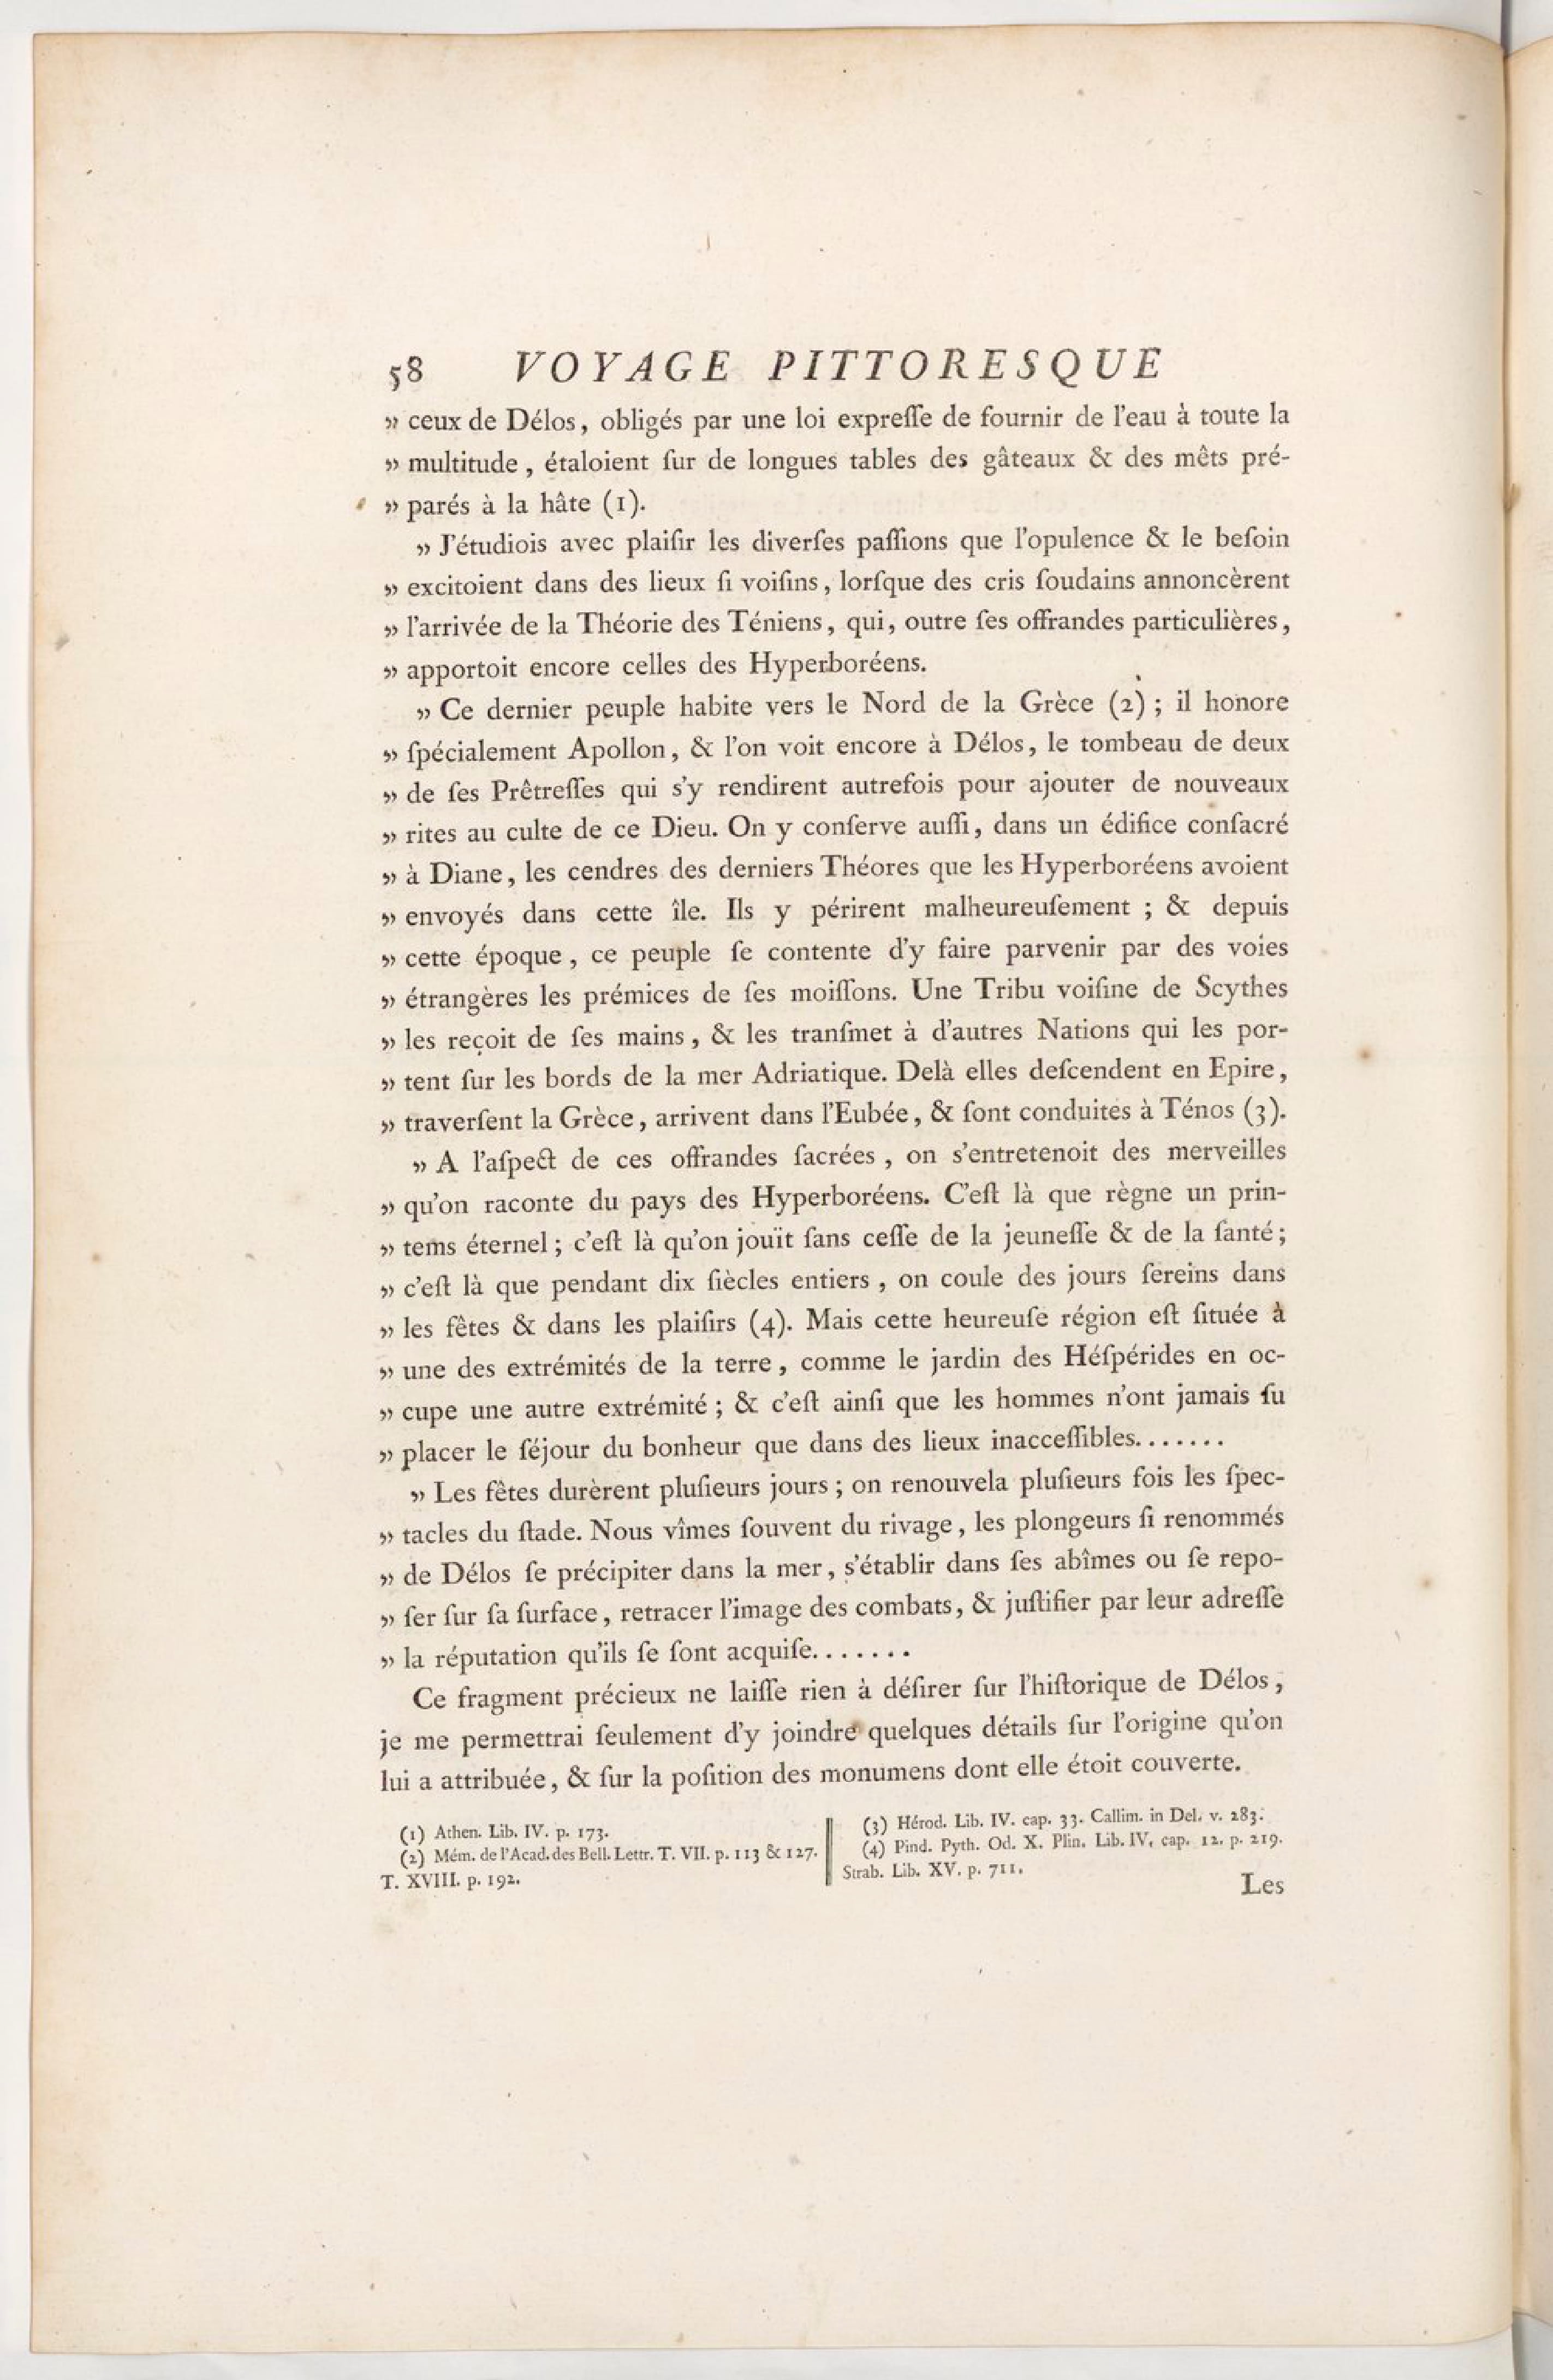 58 VOYAGE PITTORESQUE
» ceux de Délos, obligés par une loi expreſſe de fournir de l'eau à toute la
» multitude, étaloient ſur de longues tables des gâteaux & des mêts pré-
» parés à la hâte (1).
» J'étudiois avec plaiſir les diverſes paſſions que l'opulence & le beſoin
» excitoient dans des lieux ſi voiſins, lorſque des cris ſoudains annoncèrent
» l'arrivée de la Théorie des Téniens, qui, outre ſes offrandes particulières,
» apportoit encore celles des Hyperboréens.
» Ce dernier peuple habite vers le Nord de la Grèce (2) ; il honore
» ſpécialement Apollon, & l'on voit encore à Délos, le tombeau de deux
» de ſes Prêtreſſes qui s'y rendirent autrefois pour ajouter de nouveaux
» rites au culte de ce Dieu. On y conſerve auſſi, dans un édifice conſacré
» à Diane, les cendres des derniers Théores que les Hyperboréens avoient
» envoyés dans cette île. Ils y périrent malheureuſement ; & depuis
» cette époque, ce peuple ſe contente d'y faire parvenir par des voies
» étrangères les prémices de ſes moiſſons. Une Tribu voiſine de Scythes
» les reçoit de ſes mains, & les tranſmet à d'autres Nations qui les por-
» tent ſur les bords de la mer Adriatique. Delà elles deſcendent en Epire,
» traverſent la Grèce, arrivent dans l'Eubée, & ſont conduites à Ténos (3).
» A l'aſpect de ces offrandes ſacrées, on s'entretenoit des merveilles
» qu'on raconte du pays des Hyperboréens. C'eſt là que règne un prin-
» tems éternel ; c'eſt là qu'on jouït ſans ceſſe de la jeuneſſe & de la ſanté ;
» c'eſt là que pendant dix ſiècles entiers, on coule des jours ſereins dans
» les fêtes & dans les plaiſirs (4). Mais cette heureuſe région eſt ſituée à
» une des extrémités de la terre, comme le jardin des Héſpérides en oc-
» cupe une autre extrémité ; & c'eſt ainſi que les hommes n'ont jamais ſu
» placer le ſéjour du bonheur que dans des lieux inacceſſibles.......
» Les fêtes durèrent pluſieurs jours ; on renouvela pluſieurs fois les ſpec-
» tacles du ſtade. Nous vîmes ſouvent du rivage, les plongeurs ſi renommés
» de Délos ſe précipiter dans la mer, s'établir dans ſes abîmes ou ſe repo-
» ſer ſur ſa ſurface, retracer l'image des combats, & juſtifier par leur adreſſe
» la réputation qu'ils ſe ſont acquiſe.......
Ce fragment précieux ne laiſſe rien à déſirer ſur l'hiſtorique de Délos,
je me permettrai ſeulement d'y joindre quelques détails ſur l'origine qu'on
lui a attribuée, & ſur la poſition des monumens dont elle étoit couverte.
(1) Athen. Lib. IV. p. 173.
(2) Mém. de l'Acad. des Bell. Lettr. T. VII. p. 113 & 127.
T. XVIII. p. 192.
(3) Hérod. Lib. IV. cap. 33. Callim. in Del. v. 283.
(4) Pind. Pyth. Od. X. Plin. Lib. IV. cap. 12. p. 219.
Strab. Lib. XV. p. 711.
Les